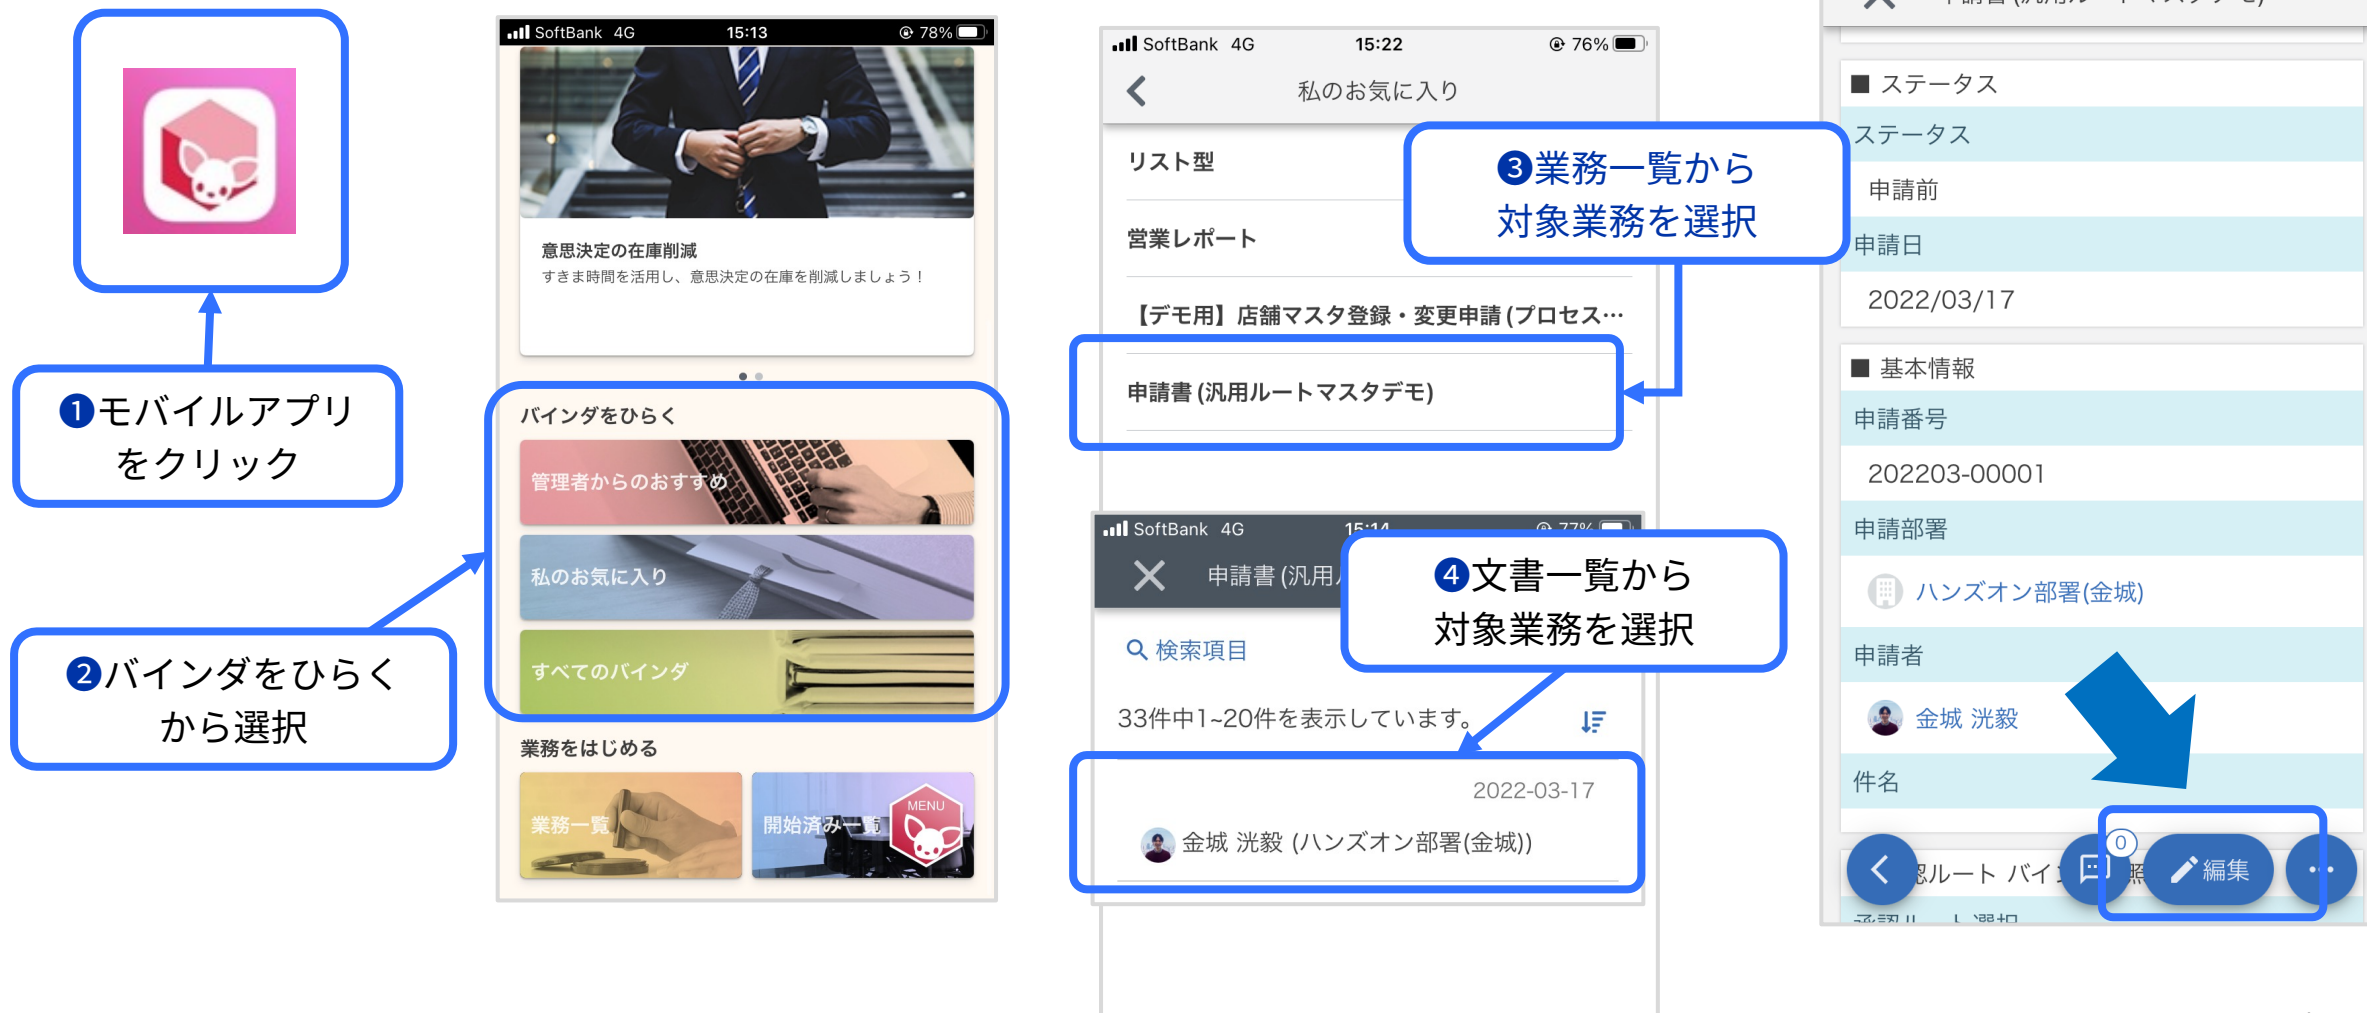 ❶モバイルアプリ
をクリック
❷バインダをひらく
から選択
SoftBank 4G 15:13 78%
意思決定の在庫削減
すきま時間を活用し、意思決定の在庫を削減しましょう！
バインダをひらく
管理者からのおすすめ
私のお気に入り
すべてのバインダ
業務をはじめる
業務一覧
開始済み一覧
MENU
SoftBank 4G 15:22 76%
私のお気に入り
リスト型
営業レポート
【デモ用】店舗マスタ登録・変更申請(プロセス…
申請書(汎用ルートマスタデモ)
❸業務一覧から
対象業務を選択
SoftBank 4G 15:14 77%
申請書(汎用
❹文書一覧から
対象業務を選択
検索項目
33件中1~20件を表示しています。
2022-03-17
金城 洸毅 (ハンズオン部署(金城))
■ ステータス
ステータス
申請前
申請日
2022/03/17
■ 基本情報
申請番号
202203-00001
申請部署
ハンズオン部署(金城)
申請者
金城 洸毅
件名
0
編集
ルート バイン